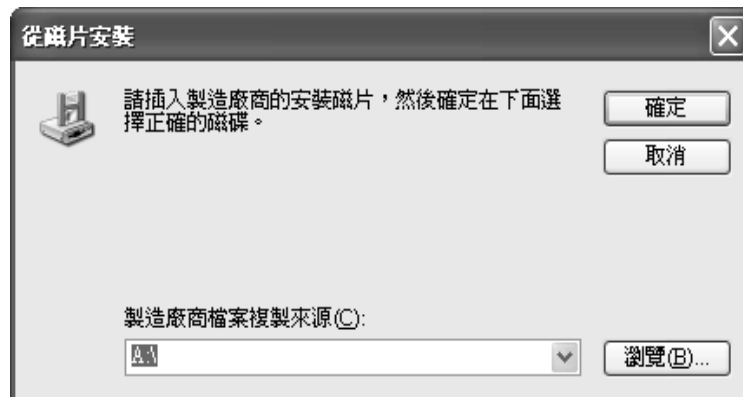 從磁片安裝
請插入製造廠商的安裝磁片，然後確定在下面選
擇正確的磁碟。
確定
取消
製造廠商檔案複製來源(C):
A:\
瀏覽(B)...